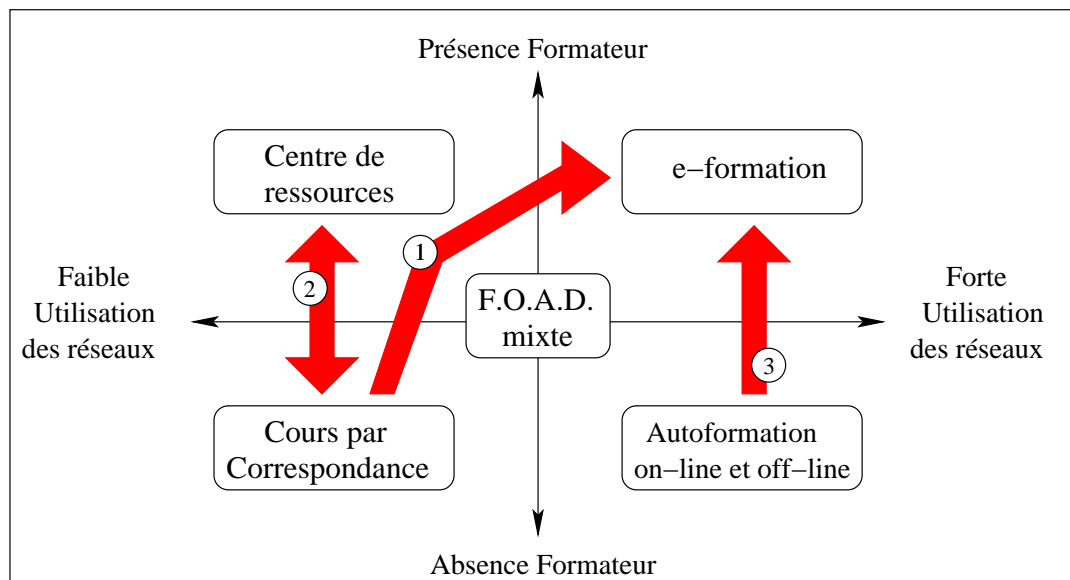 Présence Formateur
Centre de
ressources
e−formation
1
2
Faible
Utilisation
des réseaux
F.O.A.D.
mixte
Forte
Utilisation
des réseaux
3
Cours par
Correspondance
Autoformation
on−line et off−line
Absence Formateur